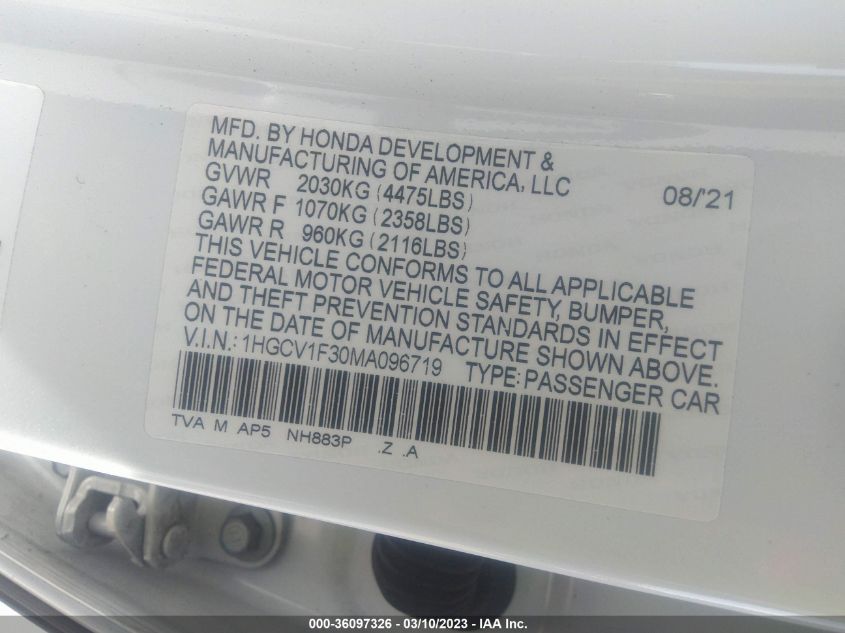 MFD. BY HONDA DEVELOPMENT &
MANUFACTURING OF AMERICA, LLC 08/'21
GVWR 2030KG (4475LBS)
GAWR F 1070KG (2358LBS)
GAWR R 960KG (2116LBS)
THIS VEHICLE CONFORMS TO ALL APPLICABLE
FEDERAL MOTOR VEHICLE SAFETY, BUMPER,
AND THEFT PREVENTION STANDARDS IN EFFECT
ON THE DATE OF MANUFACTURE SHOWN ABOVE.
V.I.N.: 1HGCV1F30MA096719 TYPE: PASSENGER CAR
TVA M AP5 NH883P .Z .A
000-36097326 - 03/10/2023 - IAA Inc.